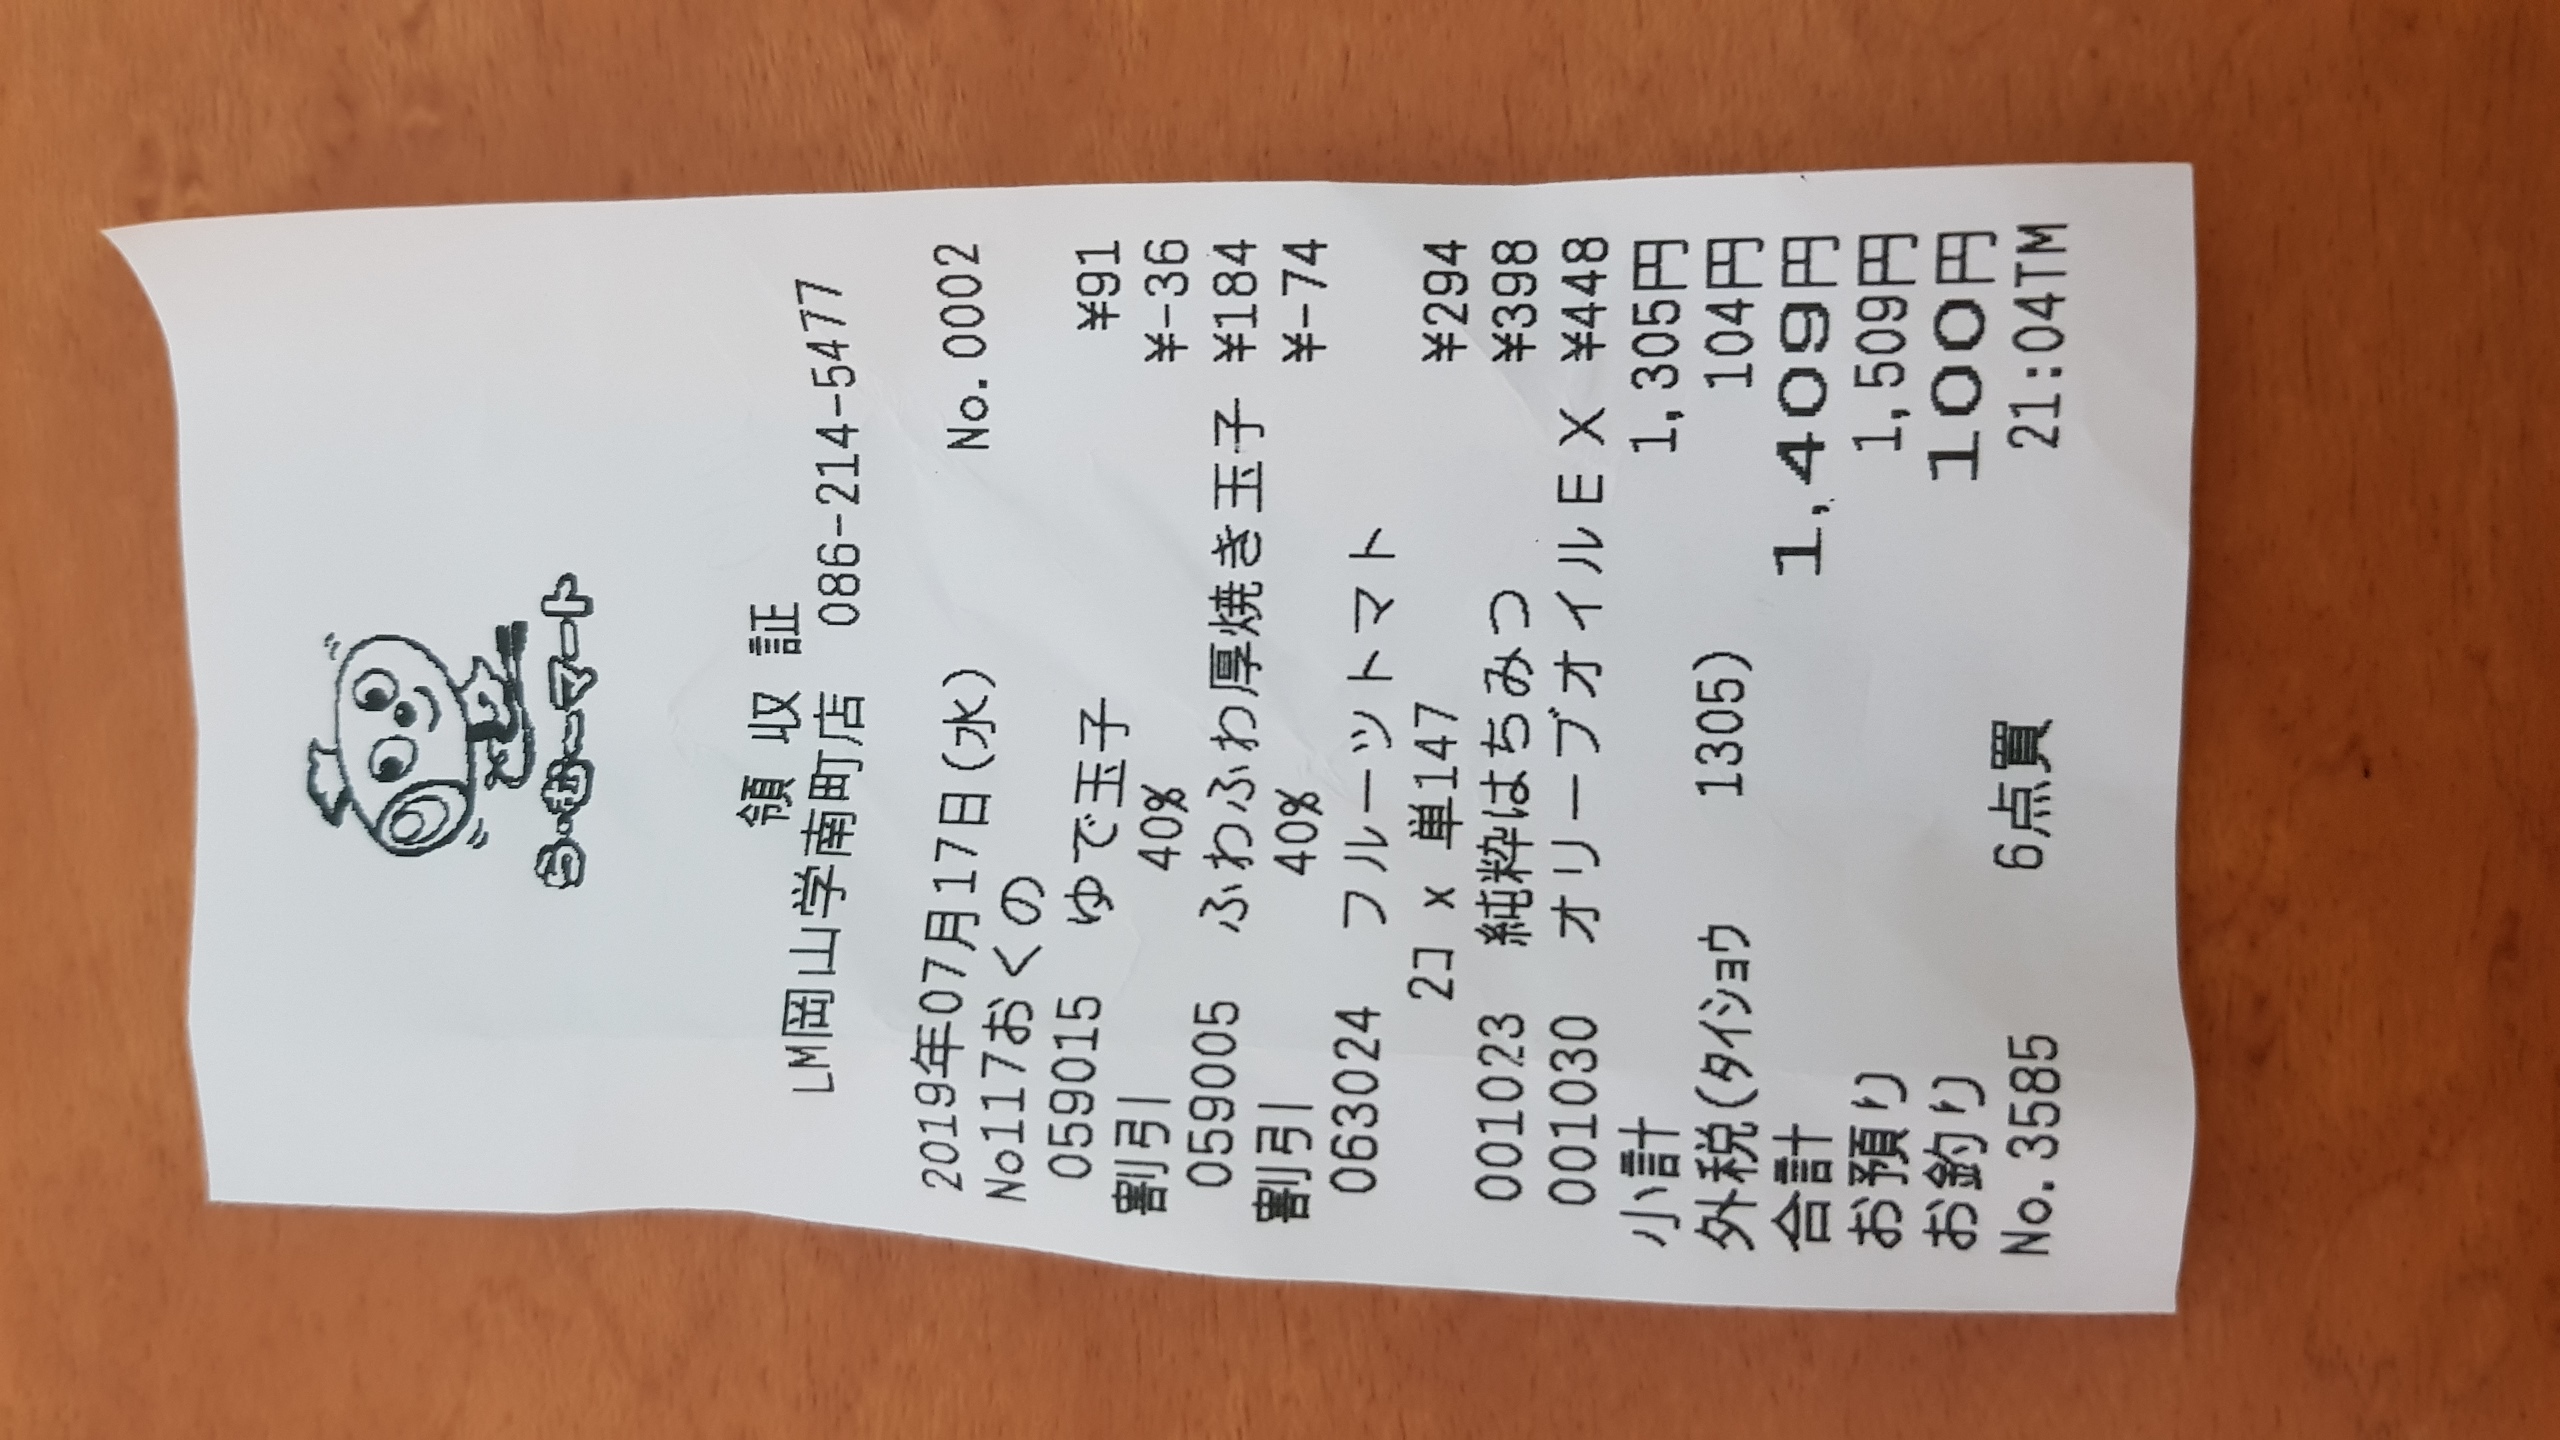 ら・む〜マート
領収証
LM岡山学南町店 086-214-5477
2019年07月17日(水) No.0002
No117おくの
059015 ゆで玉子 ¥91
割引 40% ¥-36
059005 ふわふわ厚焼き玉子 ¥184
割引 40% ¥-74
063024 フルーツトマト
2コ x 単147 ¥294
001023 純粋はちみつ ¥398
001030 オリーブオイルEX ¥448
小計 1,305円
外税(タイショウ 1305) 104円
合計 1,409円
お預り 1,509円
お釣り 100円
No.3585 6点買 21:04TM